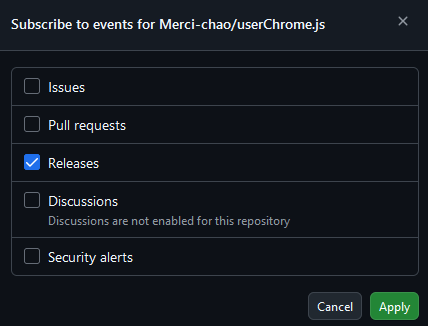 Subscribe to events for Merci-chao/userChrome.js
Issues
Pull requests
Releases
Discussions
Discussions are not enabled for this repository
Security alerts
Cancel
Apply